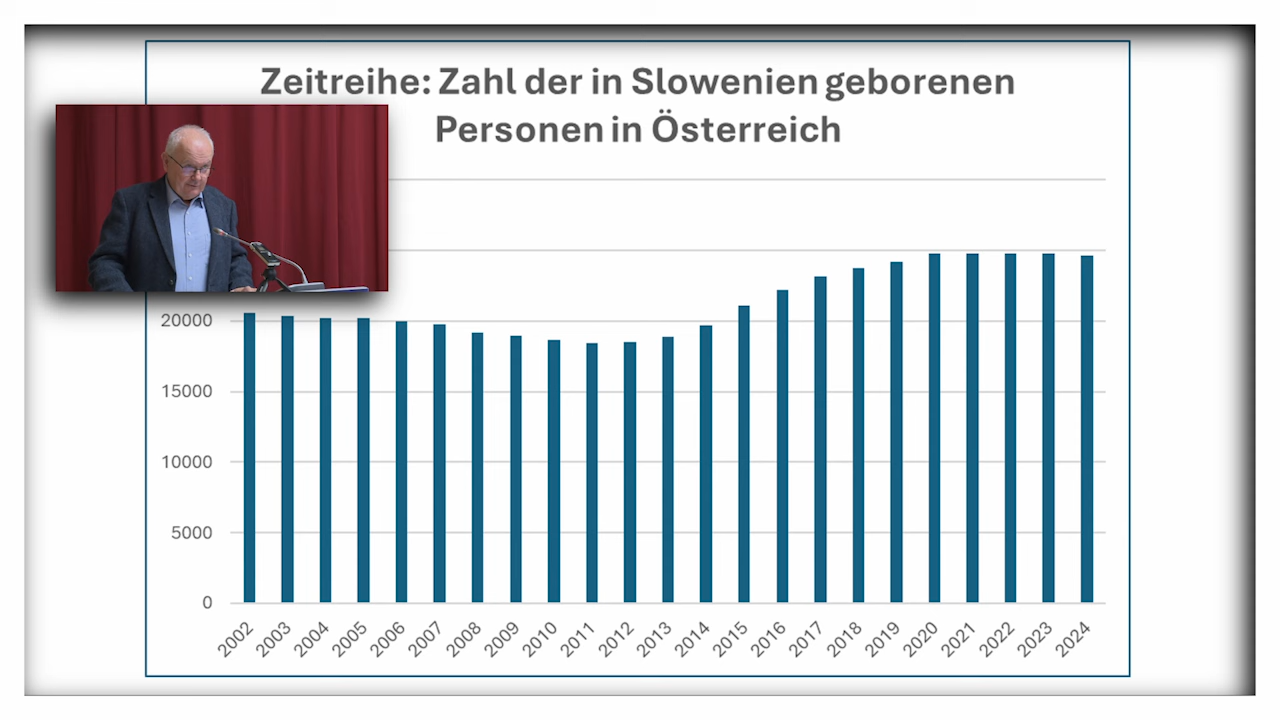 Zeitreihe: Zahl der in Slowenien geborenen
Personen in Österreich
20000
15000
10000
5000
0
2002 2003 2004 2005 2006 2007 2008 2009 2010 2011 2012 2013 2014 2015 2016 2017 2018 2019 2020 2021 2022 2023 2024